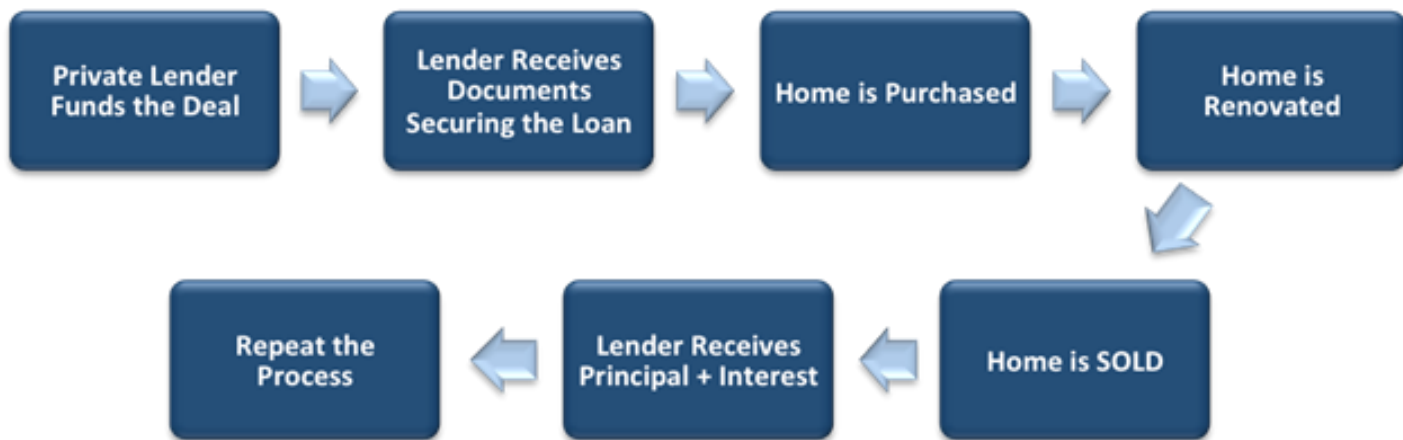 Private Lender
Funds the Deal
Lender Receives
Documents
Securing the Loan
Home is Purchased
Home is
Renovated
Home is SOLD
Lender Receives
Principal + Interest
Repeat the
Process